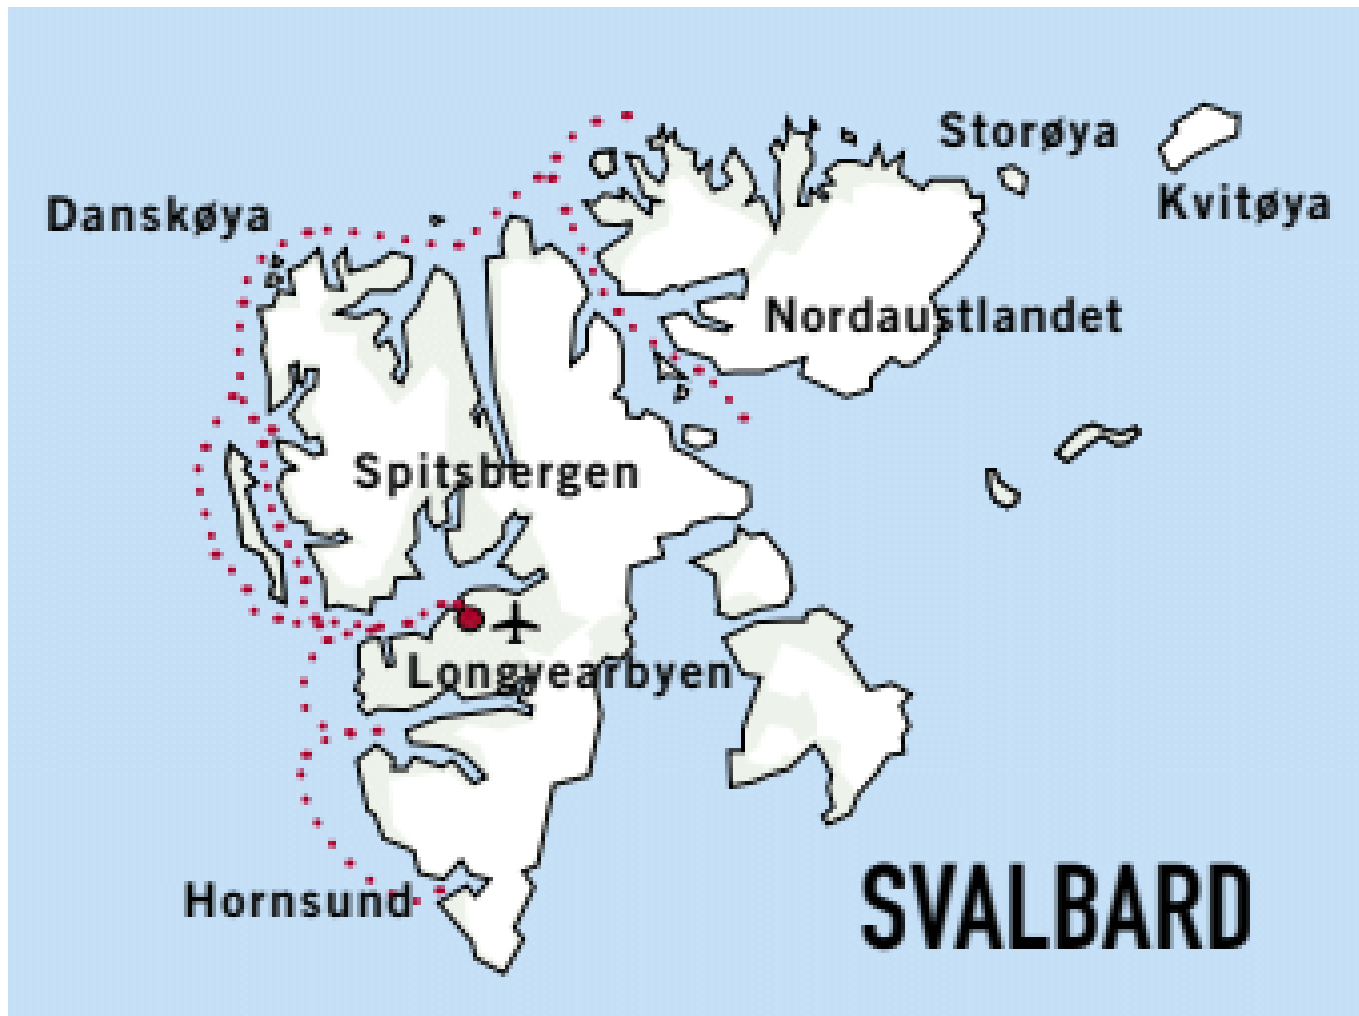 Storøya
Kvitøya
Danskøya
Nordaustlandet
Spitsbergen
Longyearbyen
Hornsund
SVALBARD